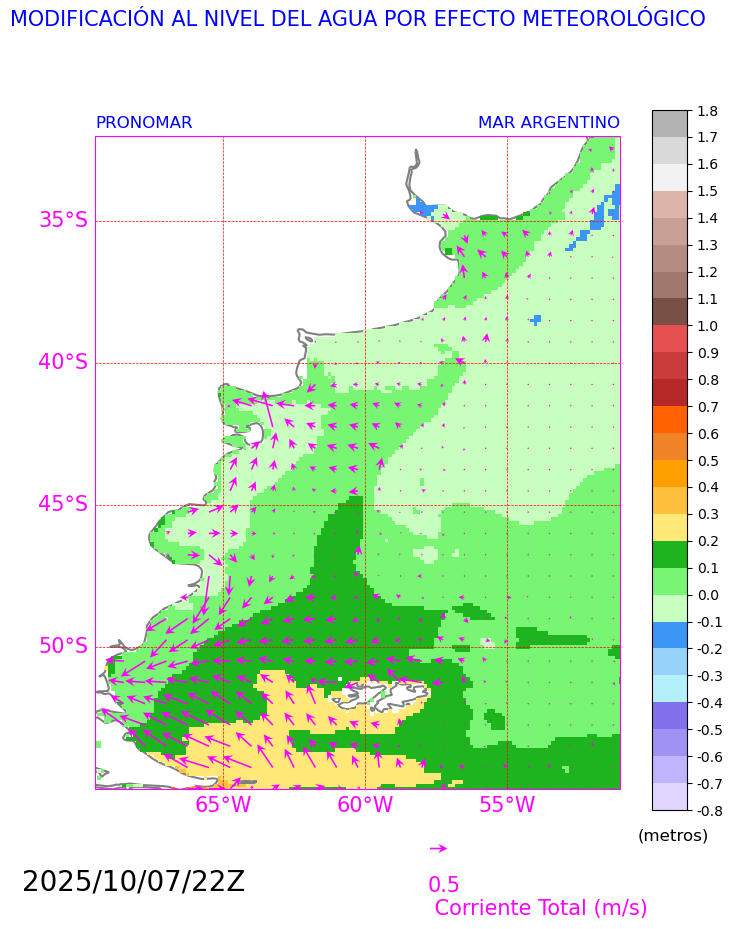 MODIFICACIÓN AL NIVEL DEL AGUA POR EFECTO METEOROLÓGICO
PRONOMAR MAR ARGENTINO
35°S
40°S
45°S
50°S
65°W 60°W 55°W
1.8
1.7
1.6
1.5
1.4
1.3
1.2
1.1
1.0
0.9
0.8
0.7
0.6
0.5
0.4
0.3
0.2
0.1
0.0
-0.1
-0.2
-0.3
-0.4
-0.5
-0.6
-0.7
-0.8
(metros)
2025/10/07/22Z
0.5
Corriente Total (m/s)